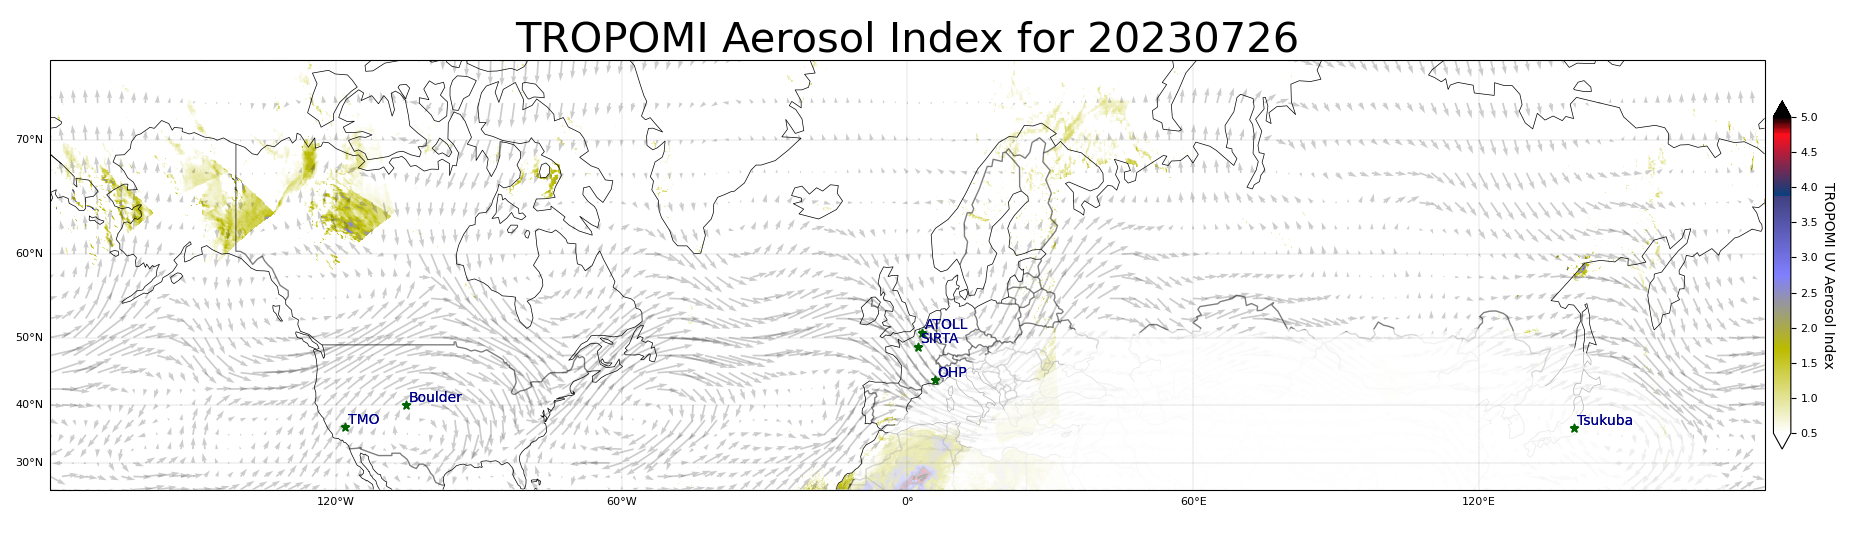 TROPOMI Aerosol Index for 20230726
70°N
60°N
50°N
40°N
30°N
120°W
60°W
0°
60°E
120°E
ATOLL
SIRTA
OHP
Boulder
TMO
Tsukuba
5.0
4.5
4.0
3.5
3.0
2.5
2.0
1.5
1.0
0.5
TROPOMI UV Aerosol Index